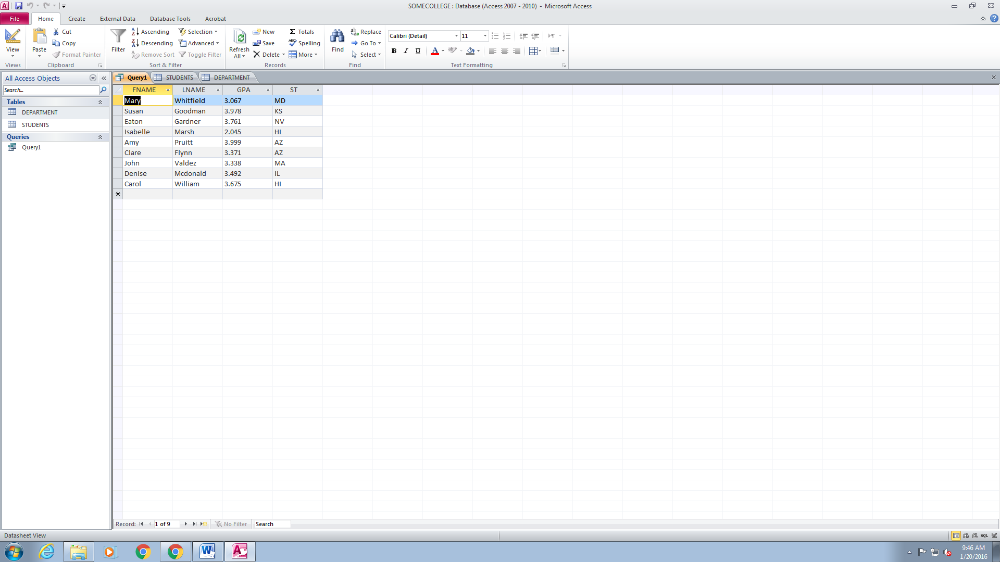 SOMECOLLEGE : Database (Access 2007 - 2010) - Microsoft Access
File Home Create External Data Database Tools Acrobat
View
Views
Paste
Cut
Copy
Format Painter
Clipboard
Filter
Ascending
Descending
Remove Sort
Selection
Advanced
Toggle Filter
Sort & Filter
Refresh
All
New
Save
Delete
Totals
Spelling
More
Records
Find
Replace
Go To
Select
Find
Calibri (Detail) 11
B I U
Text Formatting
All Access Objects
Search...
Tables
DEPARTMENT
STUDENTS
Queries
Query1
Query1 STUDENTS DEPARTMENT
FNAME LNAME GPA ST
Mary Whitfield 3.067 MD
Susan Goodman 3.978 KS
Eaton Gardner 3.761 NV
Isabelle Marsh 2.045 HI
Amy Pruitt 3.999 AZ
Clare Flynn 3.371 AZ
John Valdez 3.338 MA
Denise Mcdonald 3.492 IL
Carol William 3.675 HI
Record: 1 of 9 No Filter Search
Datasheet View
SQL
9:46 AM
1/20/2016